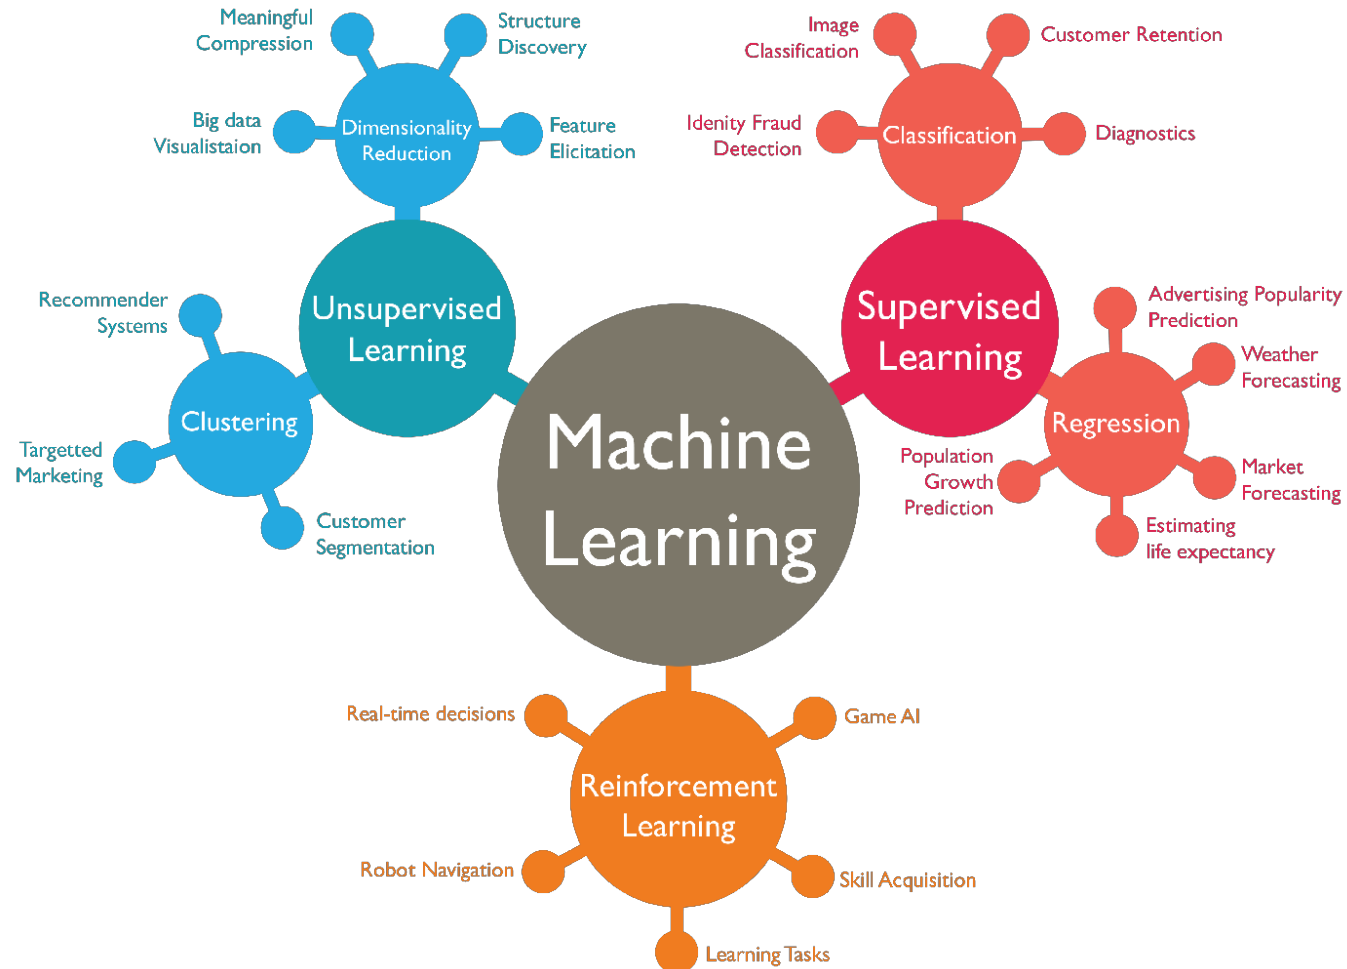 Meaningful
Compression
Structure
Discovery
Big data
Visualistaion
Dimensionality
Reduction
Feature
Elicitation
Image
Classification
Customer Retention
Idenity Fraud
Detection
Classification
Diagnostics
Unsupervised
Learning
Recommender
Systems
Clustering
Targetted
Marketing
Customer
Segmentation
Machine
Learning
Supervised
Learning
Advertising Popularity
Prediction
Weather
Forecasting
Regression
Population
Growth
Prediction
Market
Forecasting
Estimating
life expectancy
Real-time decisions
Game AI
Reinforcement
Learning
Robot Navigation
Skill Acquisition
Learning Tasks